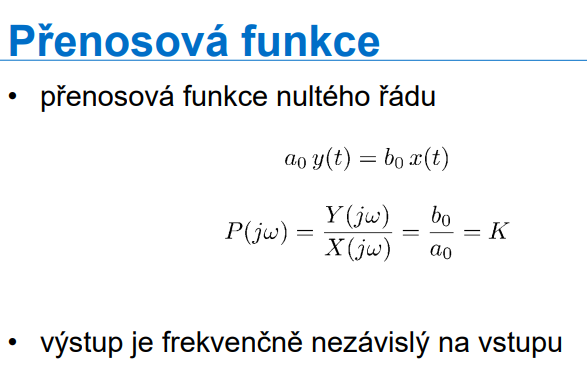 Přenosová funkce
• přenosová funkce nultého řádu
a₀ y(t) = b₀ x(t)
P(jω) = Y(jω)/X(jω) = b₀/a₀ = K
• výstup je frekvenčně nezávislý na vstupu